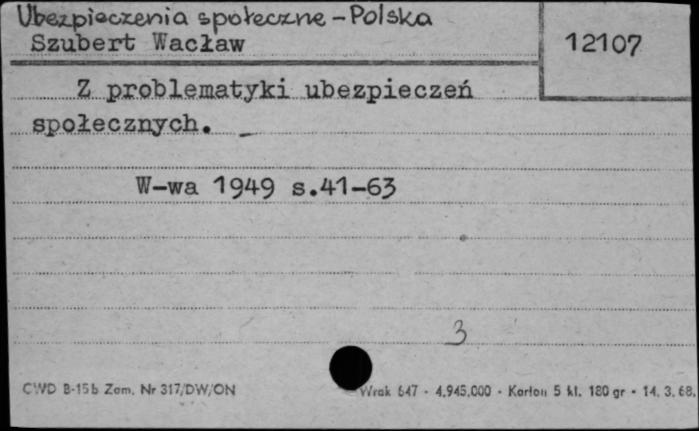 Ubezpieczenia społeczne - Polska
Szubert Wacław
12107
Z problematyki ubezpieczeń
społecznych.
W-wa 1949 s.41-63
3
CWD B-15b Zam. Nr 317/DW/ON
Wrak 647 - 4.945.000 - Karton 5 kl. 180 gr - 14. 3. 68.